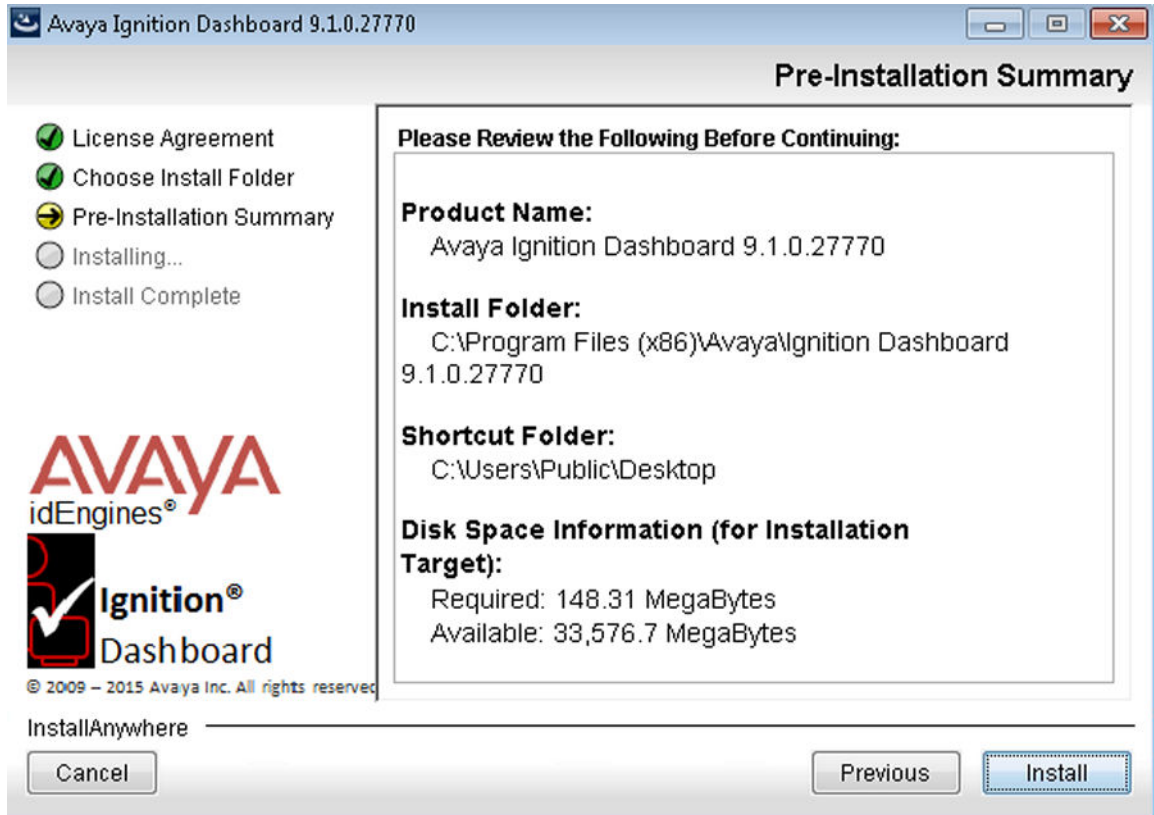 Avaya Ignition Dashboard 9.1.0.27770
Pre-Installation Summary
License Agreement
Choose Install Folder
Pre-Installation Summary
Installing...
Install Complete
AVAYA
idEngines®
Ignition®
Dashboard
© 2009 – 2015 Avaya Inc. All rights reserved
Please Review the Following Before Continuing:
Product Name:
Avaya Ignition Dashboard 9.1.0.27770
Install Folder:
C:\Program Files (x86)\Avaya\Ignition Dashboard
9.1.0.27770
Shortcut Folder:
C:\Users\Public\Desktop
Disk Space Information (for Installation
Target):
Required: 148.31 MegaBytes
Available: 33,576.7 MegaBytes
InstallAnywhere
Cancel
Previous
Install